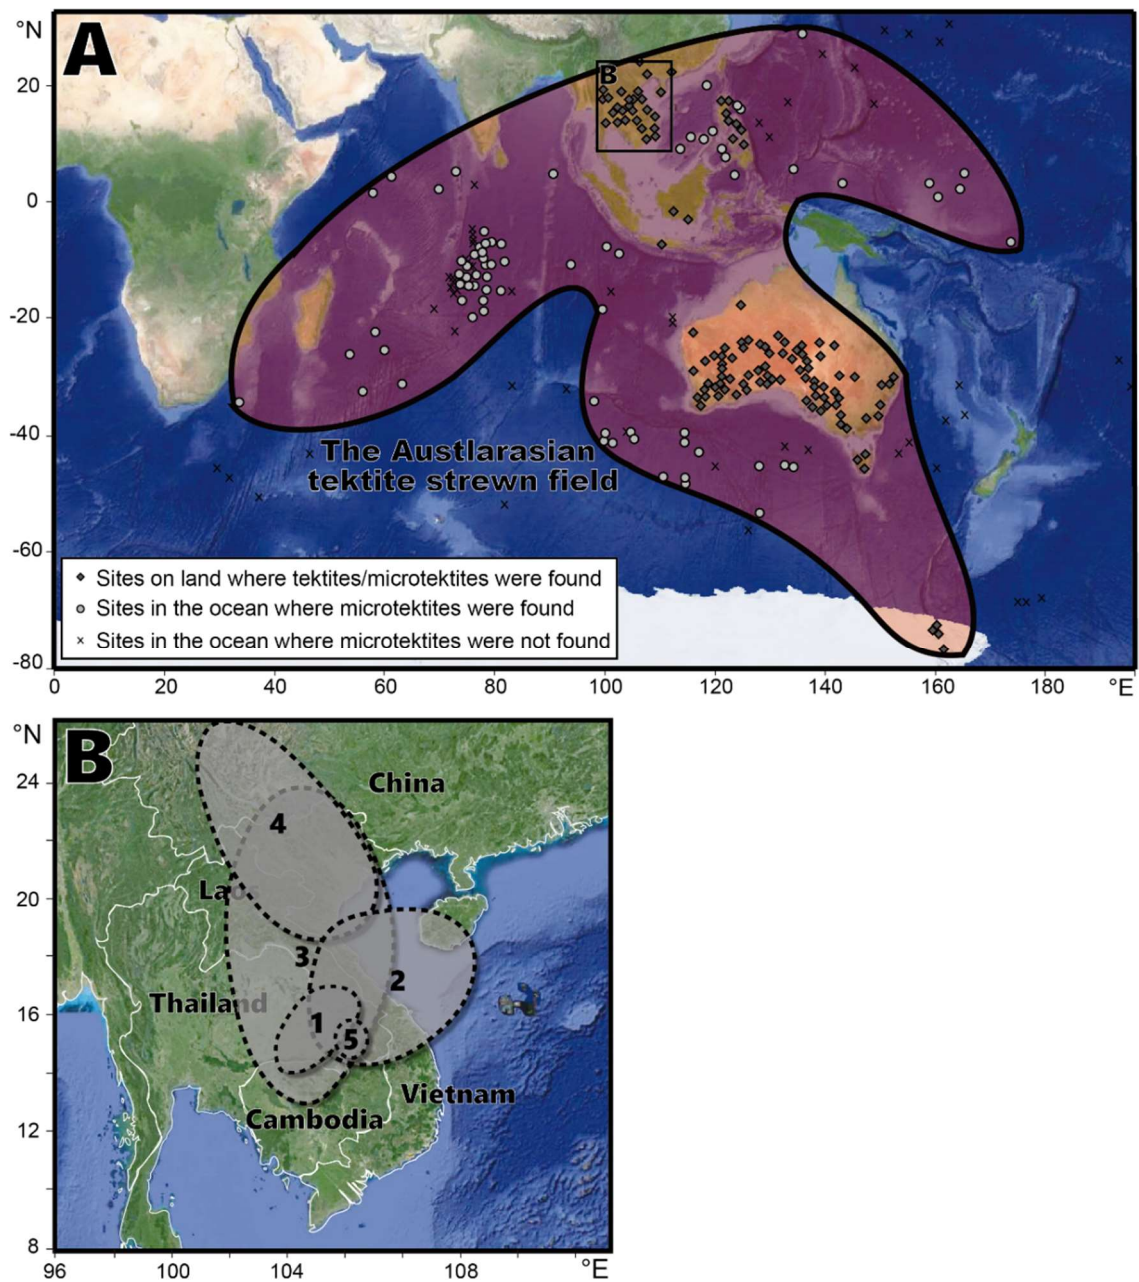 °N
A
20
B
0
-20
-40
The Austlarasian
tektite strewn field
-60
Sites on land where tektites/microtektites were found
Sites in the ocean where microtektites were found
Sites in the ocean where microtektites were not found
-80
0 20 40 60 80 100 120 140 160 180 °E
°N
B
China
24
4
20
Laos
3
2
Thailand
16
1
5
Vietnam
Cambodia
12
8
96 100 104 108 °E